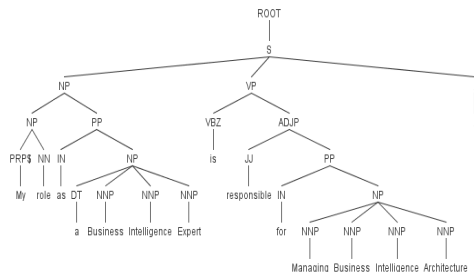 ROOT
S
NP VP
NP PP VBZ ADJP
PRP$ NN IN NP is JJ PP
My role as DT NNP NNP NNP responsible IN NP
a Business Intelligence Expert for NNP NNP NNP NNP
Managing Business Intelligence Architecture